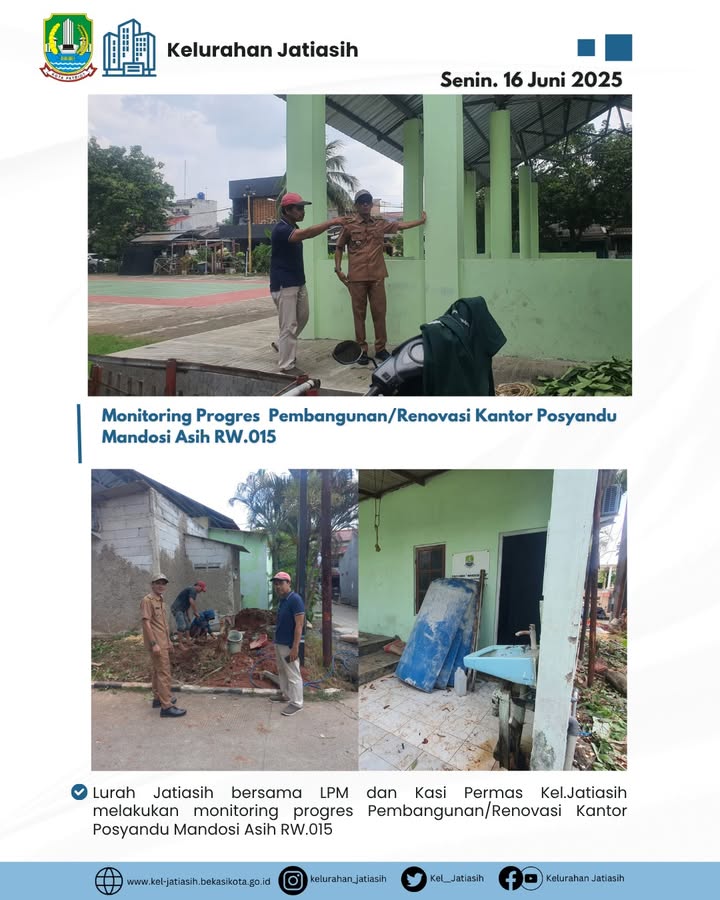 Kelurahan Jatiasih
Senin. 16 Juni 2025
Monitoring Progres Pembangunan/Renovasi Kantor Posyandu
Mandosi Asih RW.015
Lurah Jatiasih bersama LPM dan Kasi Permas Kel.Jatiasih
melakukan monitoring progres Pembangunan/Renovasi Kantor
Posyandu Mandosi Asih RW.015
www.kel-jatiasih.bekasikota.go.id
kelurahan_jatiasih
Kel__Jatiasih
Kelurahan Jatiasih